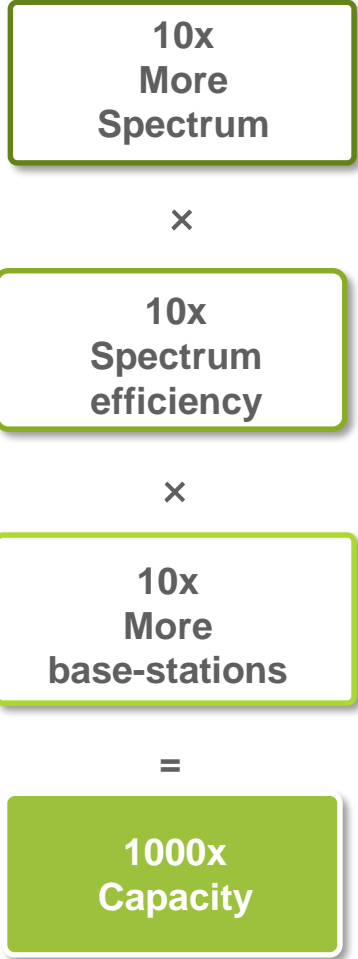 10x
More
Spectrum
×
10x
Spectrum
efficiency
×
10x
More
base-stations
=
1000x
Capacity